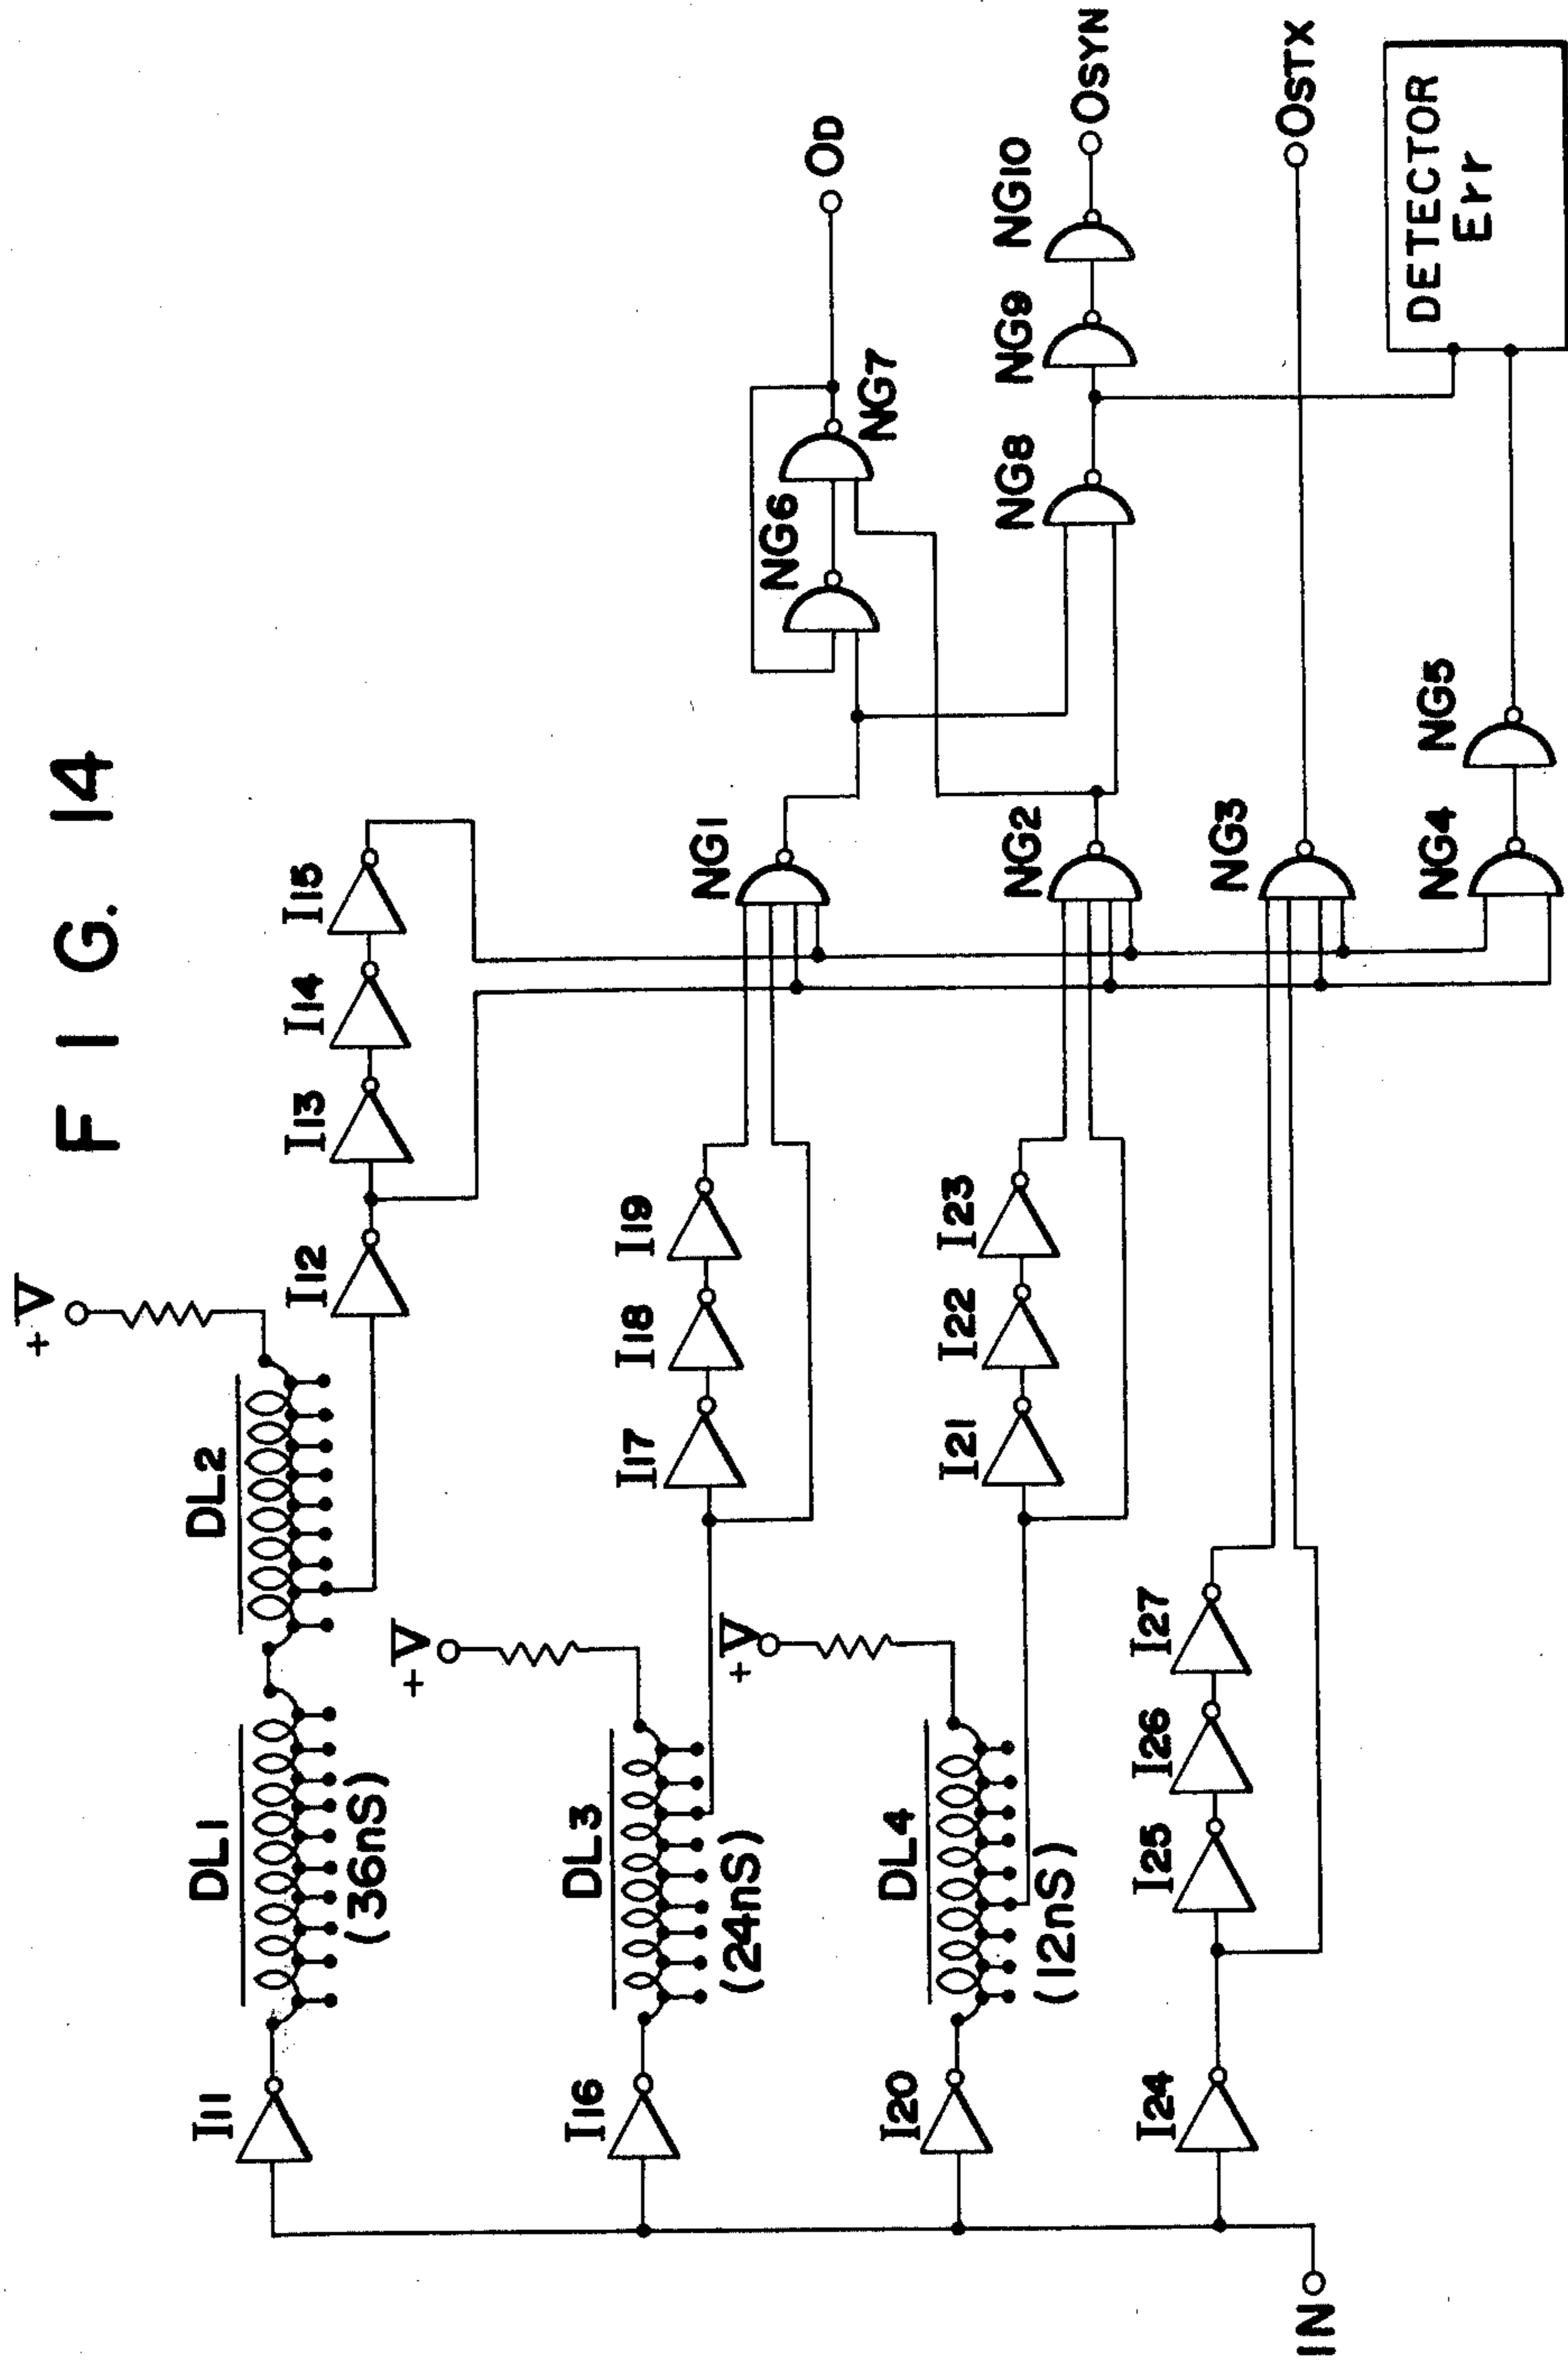 FIG. 14
+V
DL1
(36nS)
DL2
I11
I12
I13
I14
I15
+V
DL3
(24nS)
I16
I17
I18
I19
NG1
NG6
NG7
OD
+V
DL4
(12nS)
I20
I21
I22
I23
NG2
NG8
NG9
NG10
OSYN
I24
I25
I26
I27
NG3
OSTX
NG4
NG5
DETECTOR
Err
IN